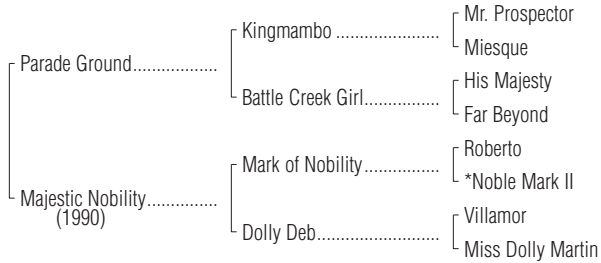 Mr. Prospector
Kingmambo ....................
Miesque
Parade Ground.................
His Majesty
Battle Creek Girl..............
Far Beyond
Roberto
Mark of Nobility..............
*Noble Mark II
Majestic Nobility..............
(1990)
Villamor
Dolly Deb.......................
Miss Dolly Martin